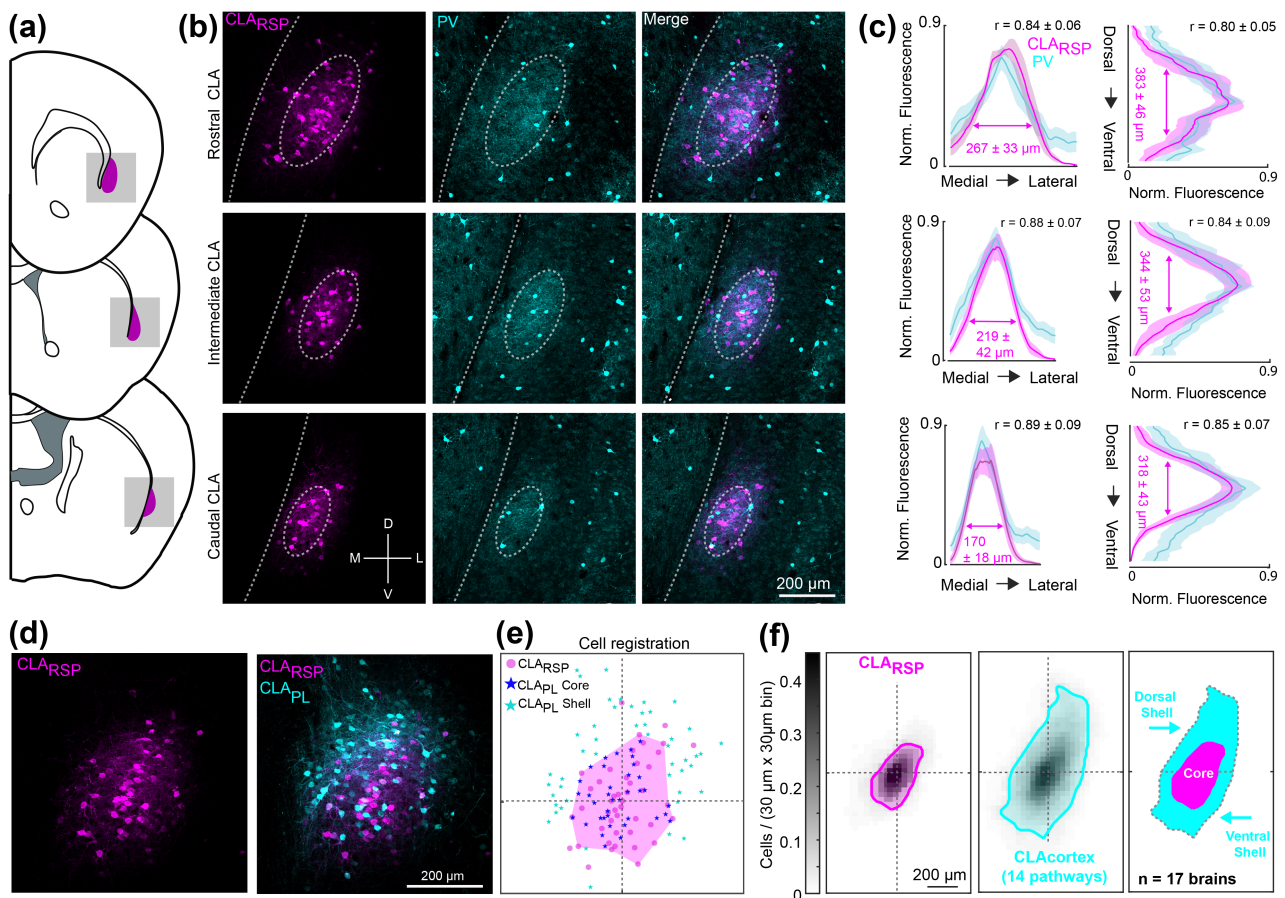 (a)
(b)
CLARSP
PV
Merge
Rostral CLA
Intermediate CLA
Caudal CLA
D
M
L
V
200 µm
(c)
0.9
Norm. Fluorescence
0
r = 0.84 ± 0.06
CLARSP
PV
267 ± 33 µm
Medial → Lateral
Dorsal → Ventral
r = 0.80 ± 0.05
383 ± 46 µm
0
0.9
Norm. Fluorescence
0.9
Norm. Fluorescence
0
r = 0.88 ± 0.07
219 ±
42 µm
Medial → Lateral
Dorsal → Ventral
r = 0.84 ± 0.09
344 ±
53 µm
0
0.9
Norm. Fluorescence
0.9
Norm. Fluorescence
0
r = 0.89 ± 0.09
170
± 18 µm
Medial → Lateral
Dorsal → Ventral
r = 0.85 ± 0.07
318 ±
43 µm
0
0.9
Norm. Fluorescence
(d)
CLARSP
CLARSP
CLAPL
200 µm
(e)
Cell registration
CLARSP
CLAPL Core
CLAPL Shell
(f)
Cells / (30 µm x 30µm bin)
0.4
0.3
0.2
0.1
0
CLARSP
200 µm
CLAcortex
(14 pathways)
Dorsal
Shell
Core
Ventral
Shell
n = 17 brains